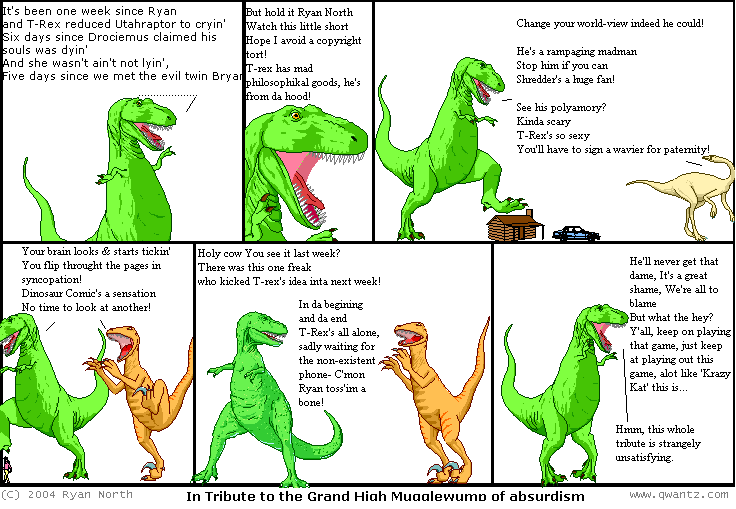 It's been one week since Ryan
and T-Rex reduced Utahraptor to cryin'
Six days since Drociemus claimed his
souls was dyin'
And she wasn't ain't not lyin',
Five days since we met the evil twin Bryan
But hold it Ryan North
Watch this little short
Hope I avoid a copyright
tort!
T-rex has mad
philosophikal goods, he's
from da hood!
Change your world-view indeed he could!
He's a rampaging madman
Stop him if you can
Shredder's a huge fan!
See his polyamory?
Kinda scary
T-Rex's so sexy
You'll have to sign a wavier for paternity!
Your brain looks & starts tickin'
You flip throught the pages in
syncopation!
Dinosaur Comic's a sensation
No time to look at another!
Holy cow You see it last week?
There was this one freak
who kicked T-rex's idea inta next week!
In da begining
and da end
T-Rex's all alone,
sadly waiting for
the non-existent
phone- C'mon
Ryan toss'im a
bone!
He'll never get that
dame, It's a great
shame, We're all to
blame
But what the hey?
Y'all, keep on playing
that game, just keep
at playing out this
game, alot like 'Krazy
Kat' this is...
Hmm, this whole
tribute is strangely
unsatisfying.
(C) 2004 Ryan North
In Tribute to the Grand High Mugglewump of absurdism
www.qwantz.com